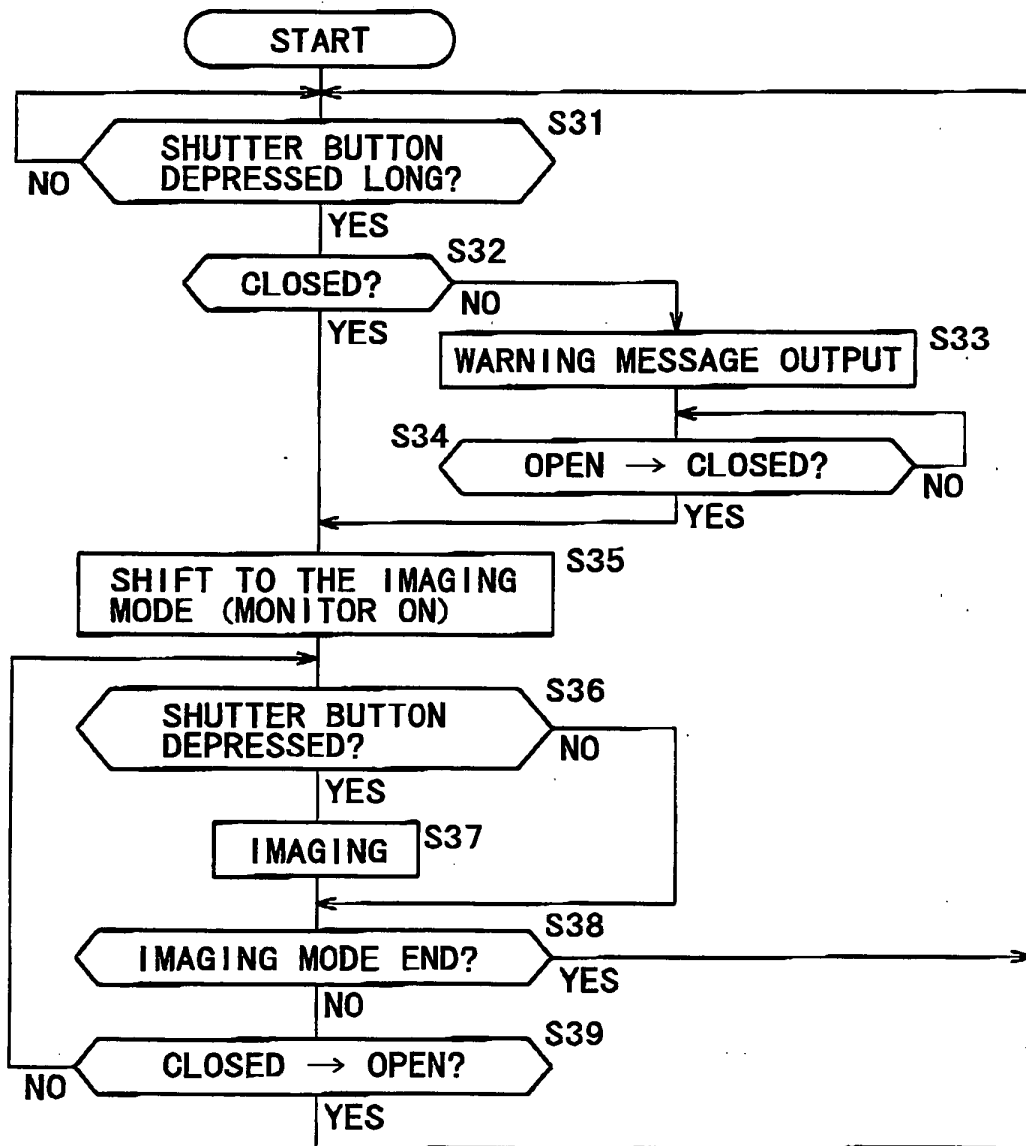 START
S31
SHUTTER BUTTON
DEPRESSED LONG?
NO
YES
S32
CLOSED?
NO
YES
S33
WARNING MESSAGE OUTPUT
S34
OPEN → CLOSED?
NO
YES
S35
SHIFT TO THE IMAGING
MODE (MONITOR ON)
S36
SHUTTER BUTTON
DEPRESSED?
NO
YES
S37
IMAGING
S38
IMAGING MODE END?
YES
NO
S39
CLOSED → OPEN?
NO
YES